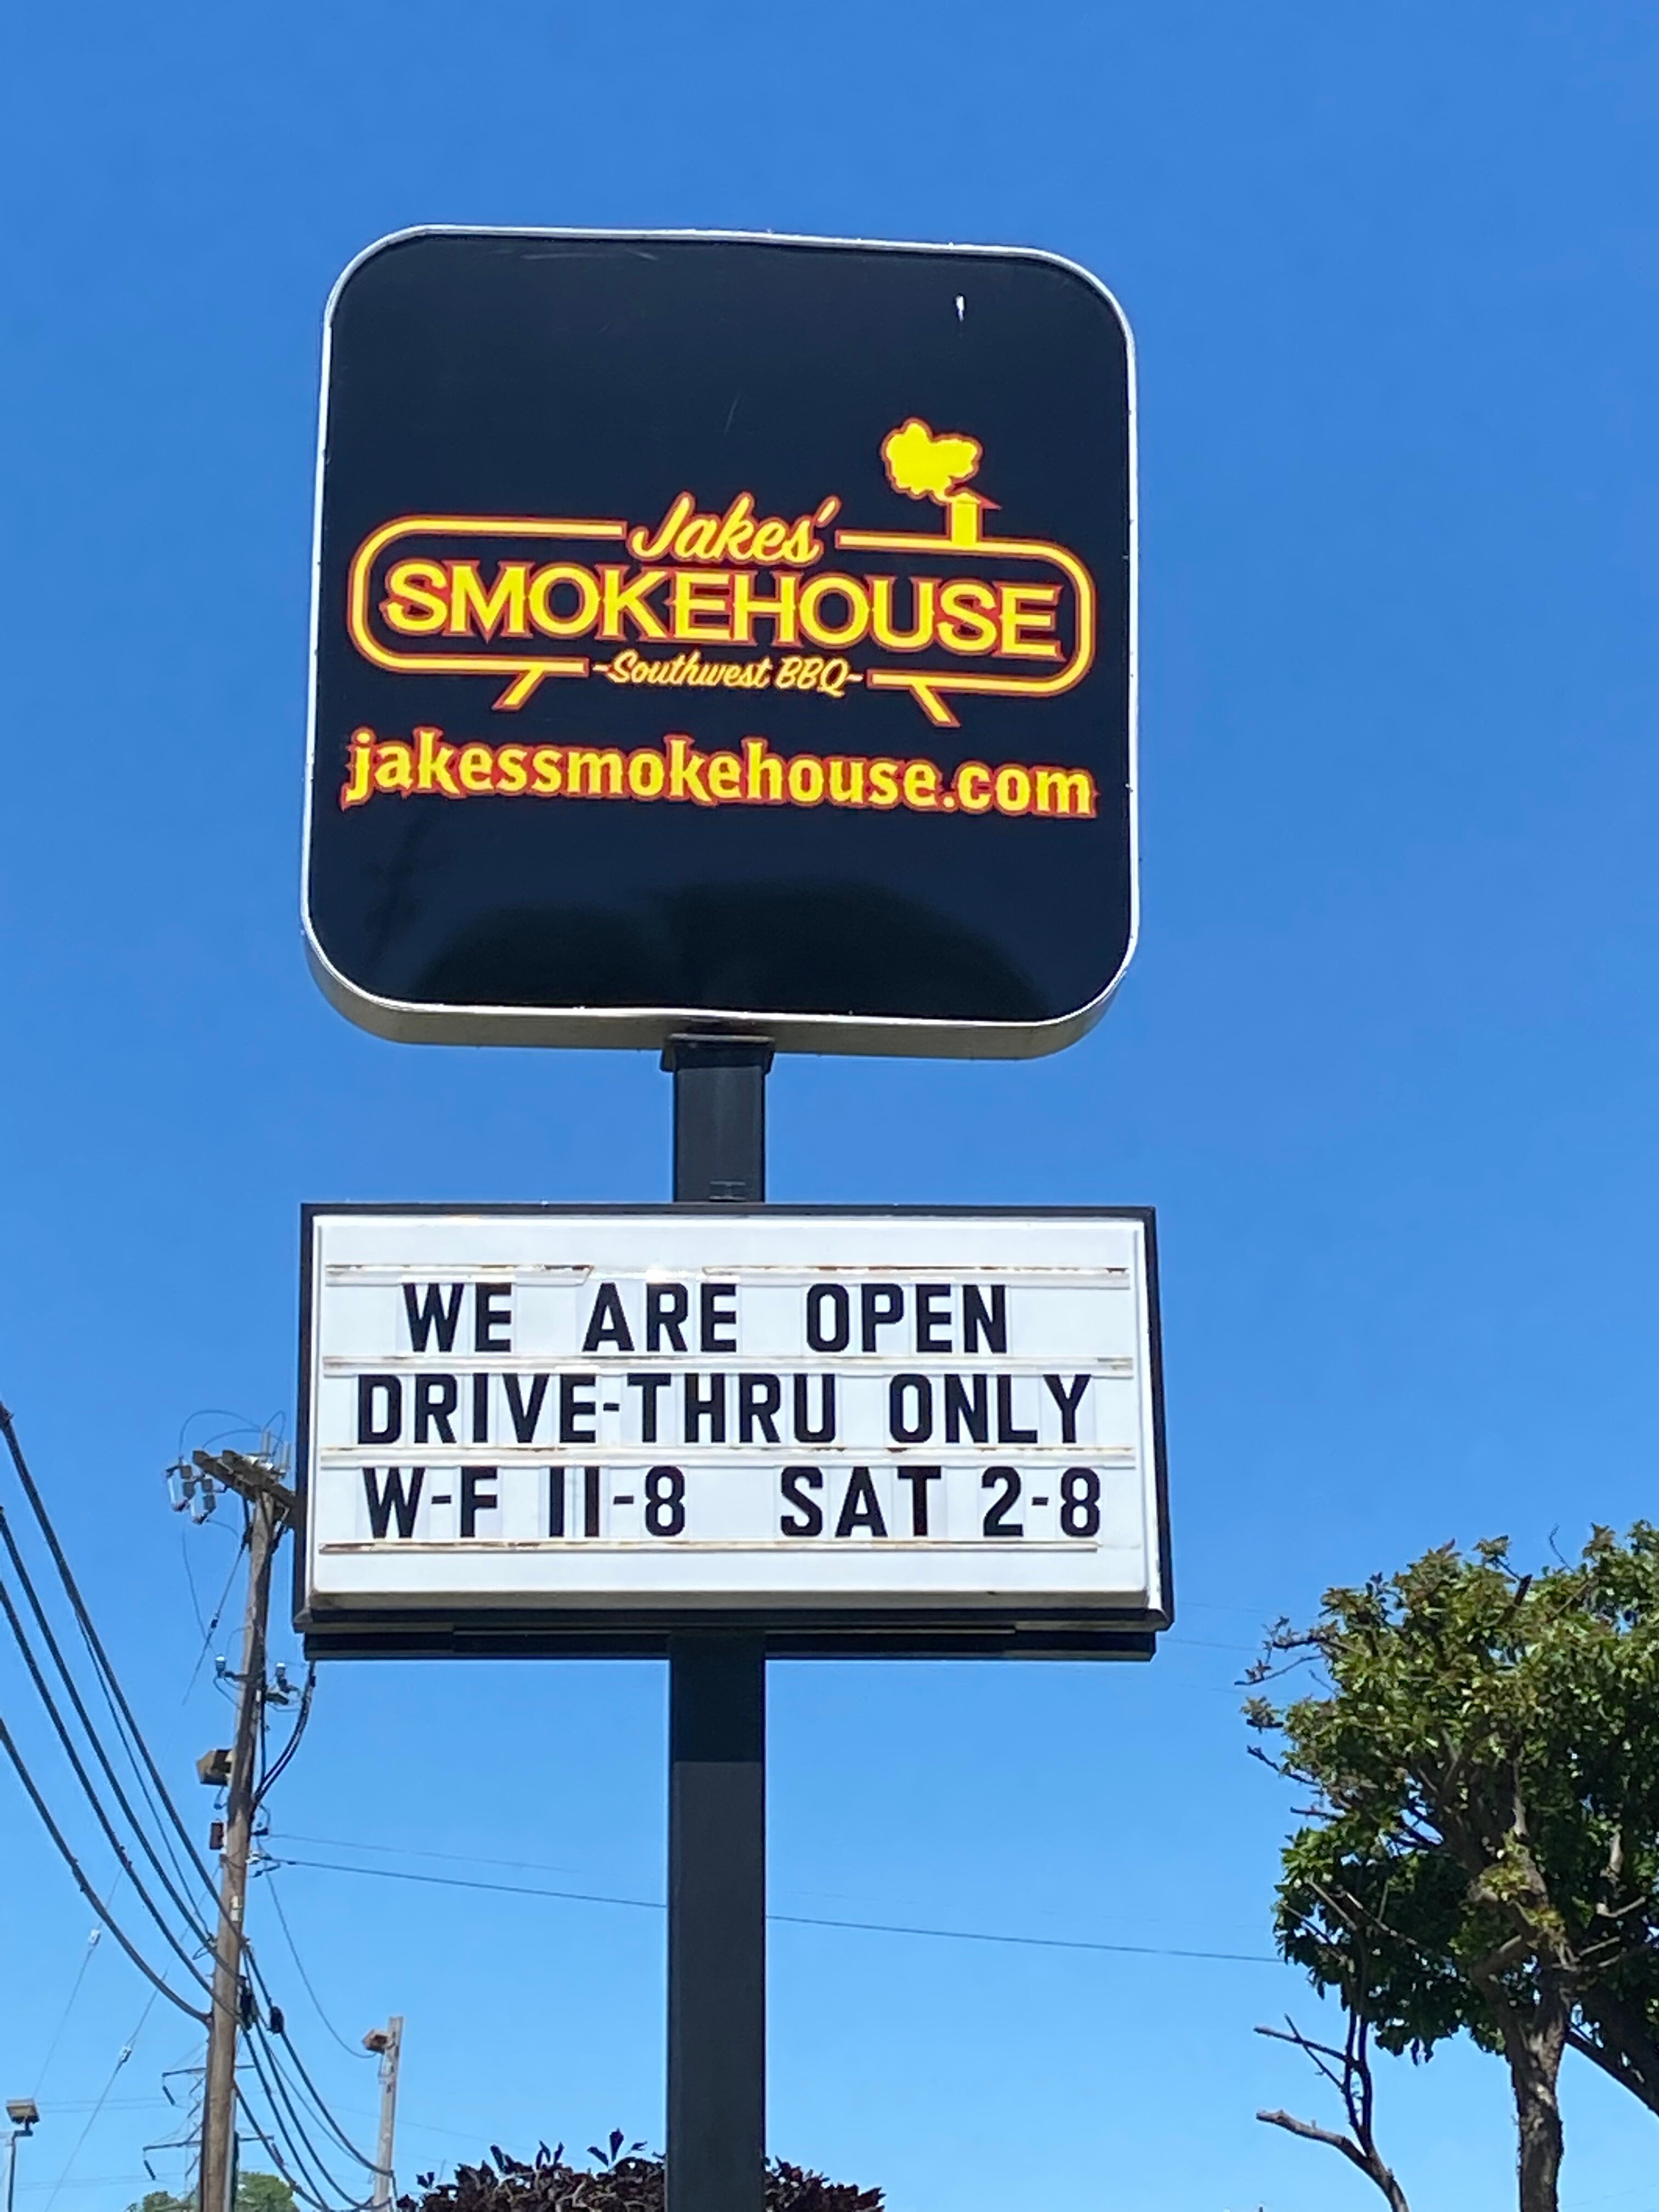 Jakes'
SMOKEHOUSE
-Southwest BBQ-
jakessmokehouse.com
WE ARE OPEN
DRIVE-THRU ONLY
W-F 11-8 SAT 2-8